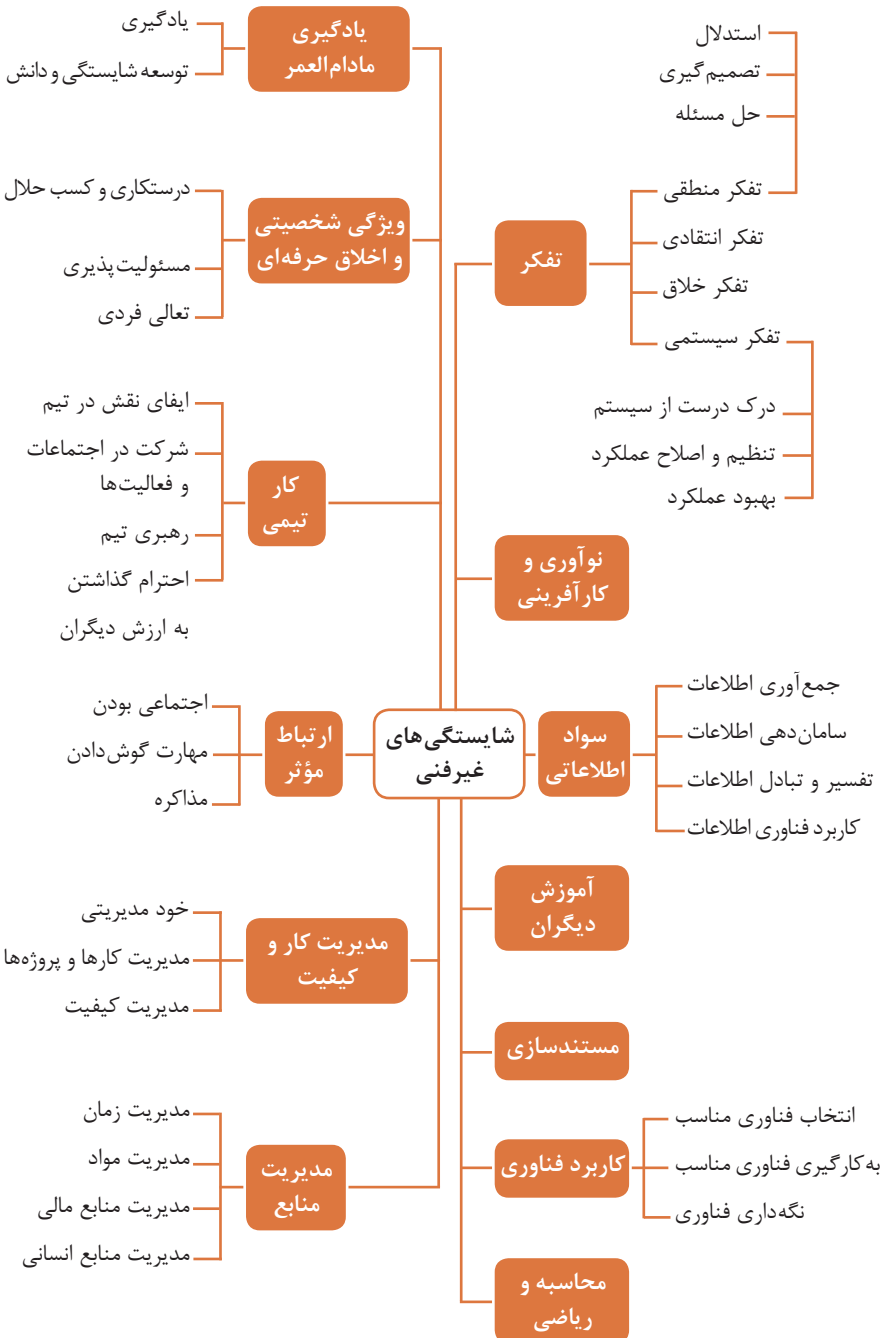 شایستگی‌های
غیرفنی
تفکر
استدلال
تصمیم‌گیری
حل مسئله
تفکر منطقی
تفکر انتقادی
تفکر خلاق
تفکر سیستمی
درک درست از سیستم
تنظیم و اصلاح عملکرد
بهبود عملکرد
نوآوری و
کارآفرینی
سواد
اطلاعاتی
جمع‌آوری اطلاعات
سامان‌دهی اطلاعات
تفسیر و تبادل اطلاعات
کاربرد فناوری اطلاعات
آموزش
دیگران
مستندسازی
کاربرد فناوری
انتخاب فناوری مناسب
به‌کارگیری فناوری مناسب
نگه‌داری فناوری
محاسبه و
ریاضی
یادگیری
مادام‌العمر
یادگیری
توسعه شایستگی و دانش
ویژگی شخصیتی
و اخلاق حرفه‌ای
درستکاری و کسب حلال
مسئولیت‌پذیری
تعالی فردی
کار
تیمی
ایفای نقش در تیم
شرکت در اجتماعات
و فعالیت‌ها
رهبری تیم
احترام گذاشتن
به ارزش دیگران
ارتباط
مؤثر
اجتماعی بودن
مهارت گوش‌دادن
مذاکره
مدیریت کار و
کیفیت
خود مدیریتی
مدیریت کارها و پروژه‌ها
مدیریت کیفیت
مدیریت
منابع
مدیریت زمان
مدیریت مواد
مدیریت منابع مالی
مدیریت منابع انسانی